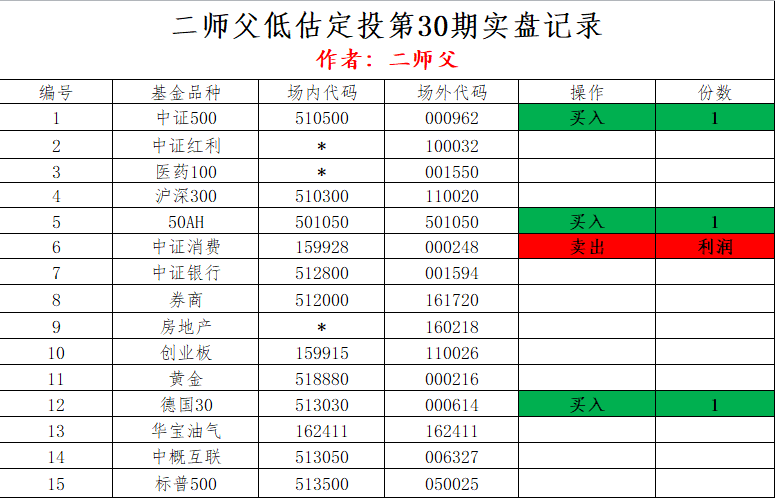 二师父低估定投第30期实盘记录
作者：二师父
编号 基金品种 场内代码 场外代码 操作 份数
1 中证500 510500 000962 买入 1
2 中证红利 * 100032
3 医药100 * 001550
4 沪深300 510300 110020
5 50AH 501050 501050 买入 1
6 中证消费 159928 000248 卖出 利润
7 中证银行 512800 001594
8 券商 512000 161720
9 房地产 * 160218
10 创业板 159915 110026
11 黄金 518880 000216
12 德国30 513030 000614 买入 1
13 华宝油气 162411 162411
14 中概互联 513050 006327
15 标普500 513500 050025